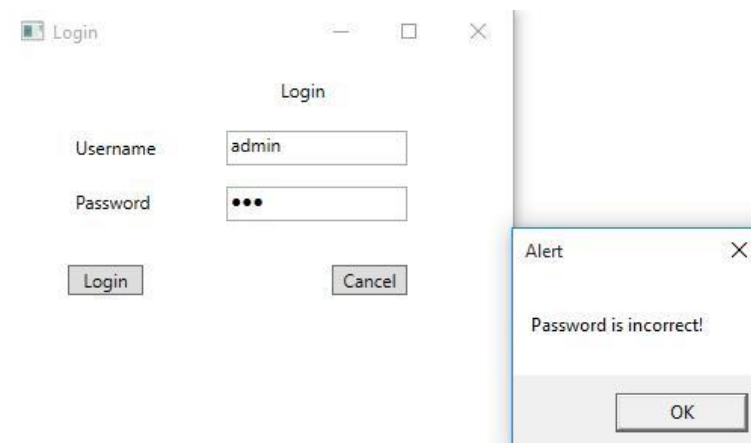 Login
Login
Username admin
Password •••
Login Cancel
Alert
Password is incorrect!
OK